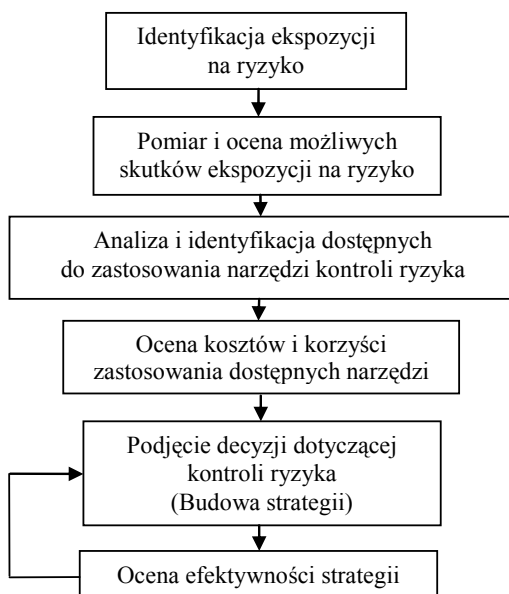 Identyfikacja ekspozycji
na ryzyko
Pomiar i ocena możliwych
skutków ekspozycji na ryzyko
Analiza i identyfikacja dostępnych
do zastosowania narzędzi kontroli ryzyka
Ocena kosztów i korzyści
zastosowania dostępnych narzędzi
Podjęcie decyzji dotyczącej
kontroli ryzyka
(Budowa strategii)
Ocena efektywności strategii